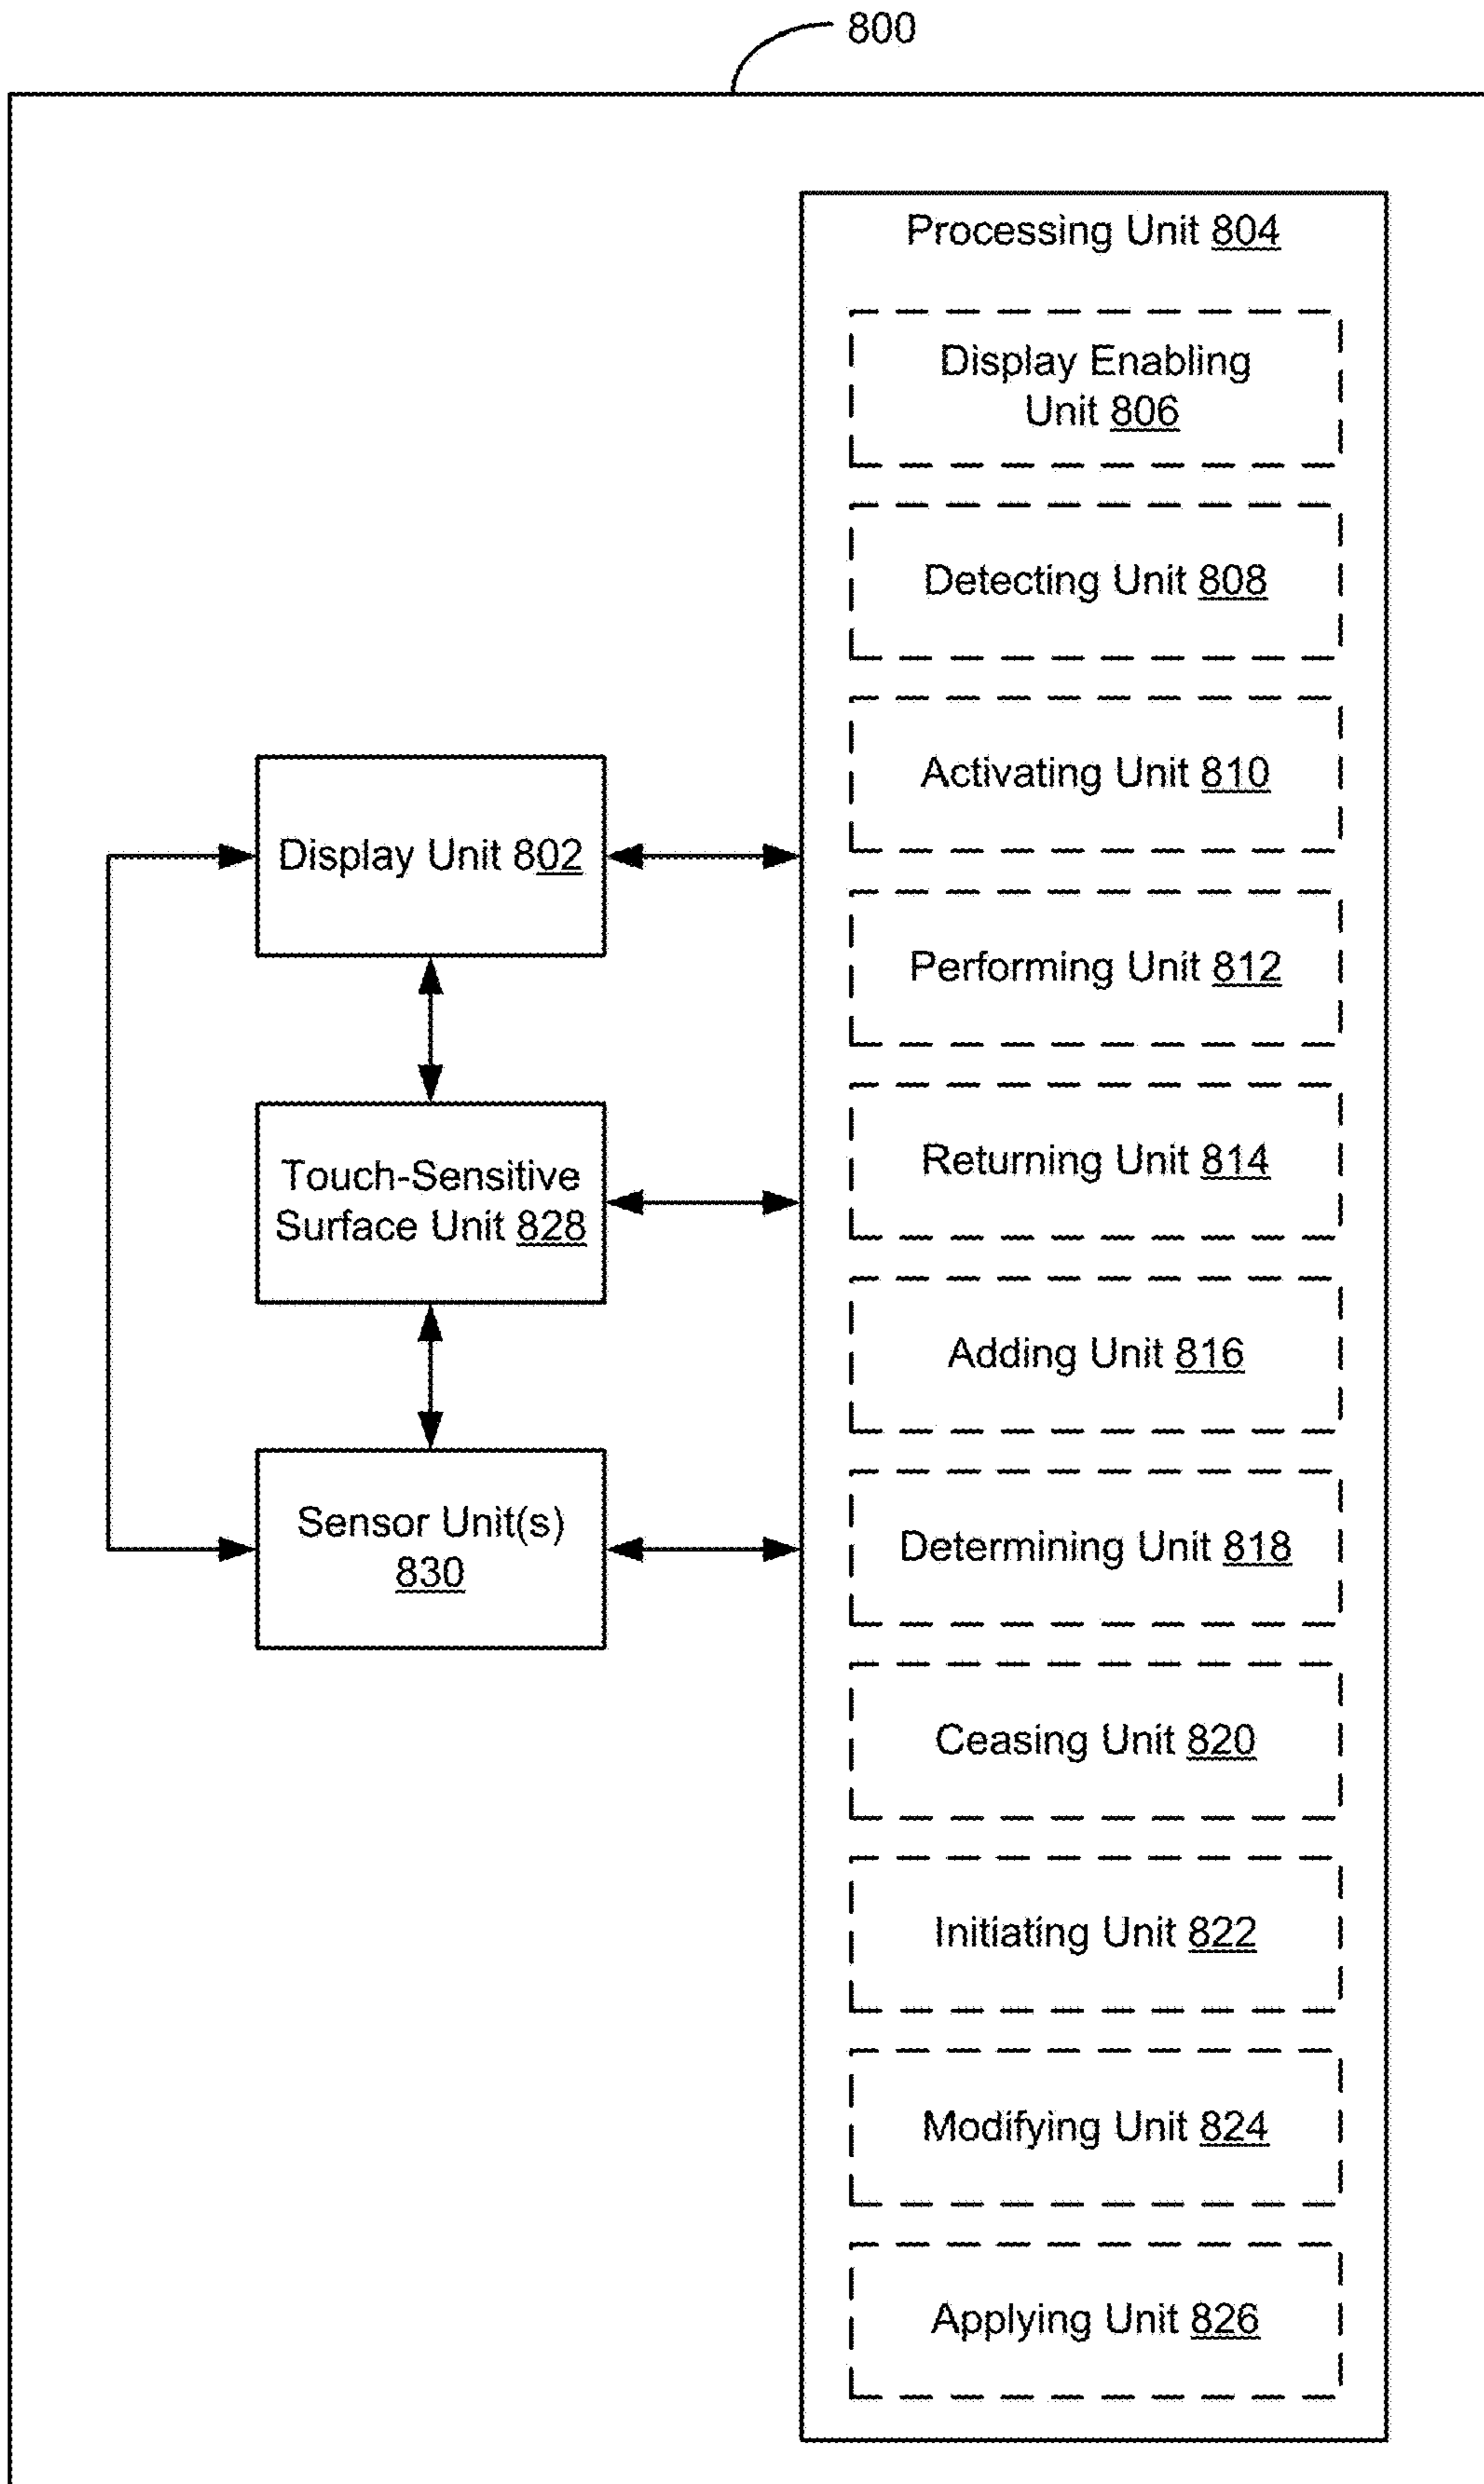 800
Processing Unit 804
Display Enabling
Unit 806
Detecting Unit 808
Activating Unit 810
Display Unit 802
Performing Unit 812
Touch-Sensitive
Surface Unit 828
Returning Unit 814
Adding Unit 816
Sensor Unit(s)
830
Determining Unit 818
Ceasing Unit 820
Initiating Unit 822
Modifying Unit 824
Applying Unit 826